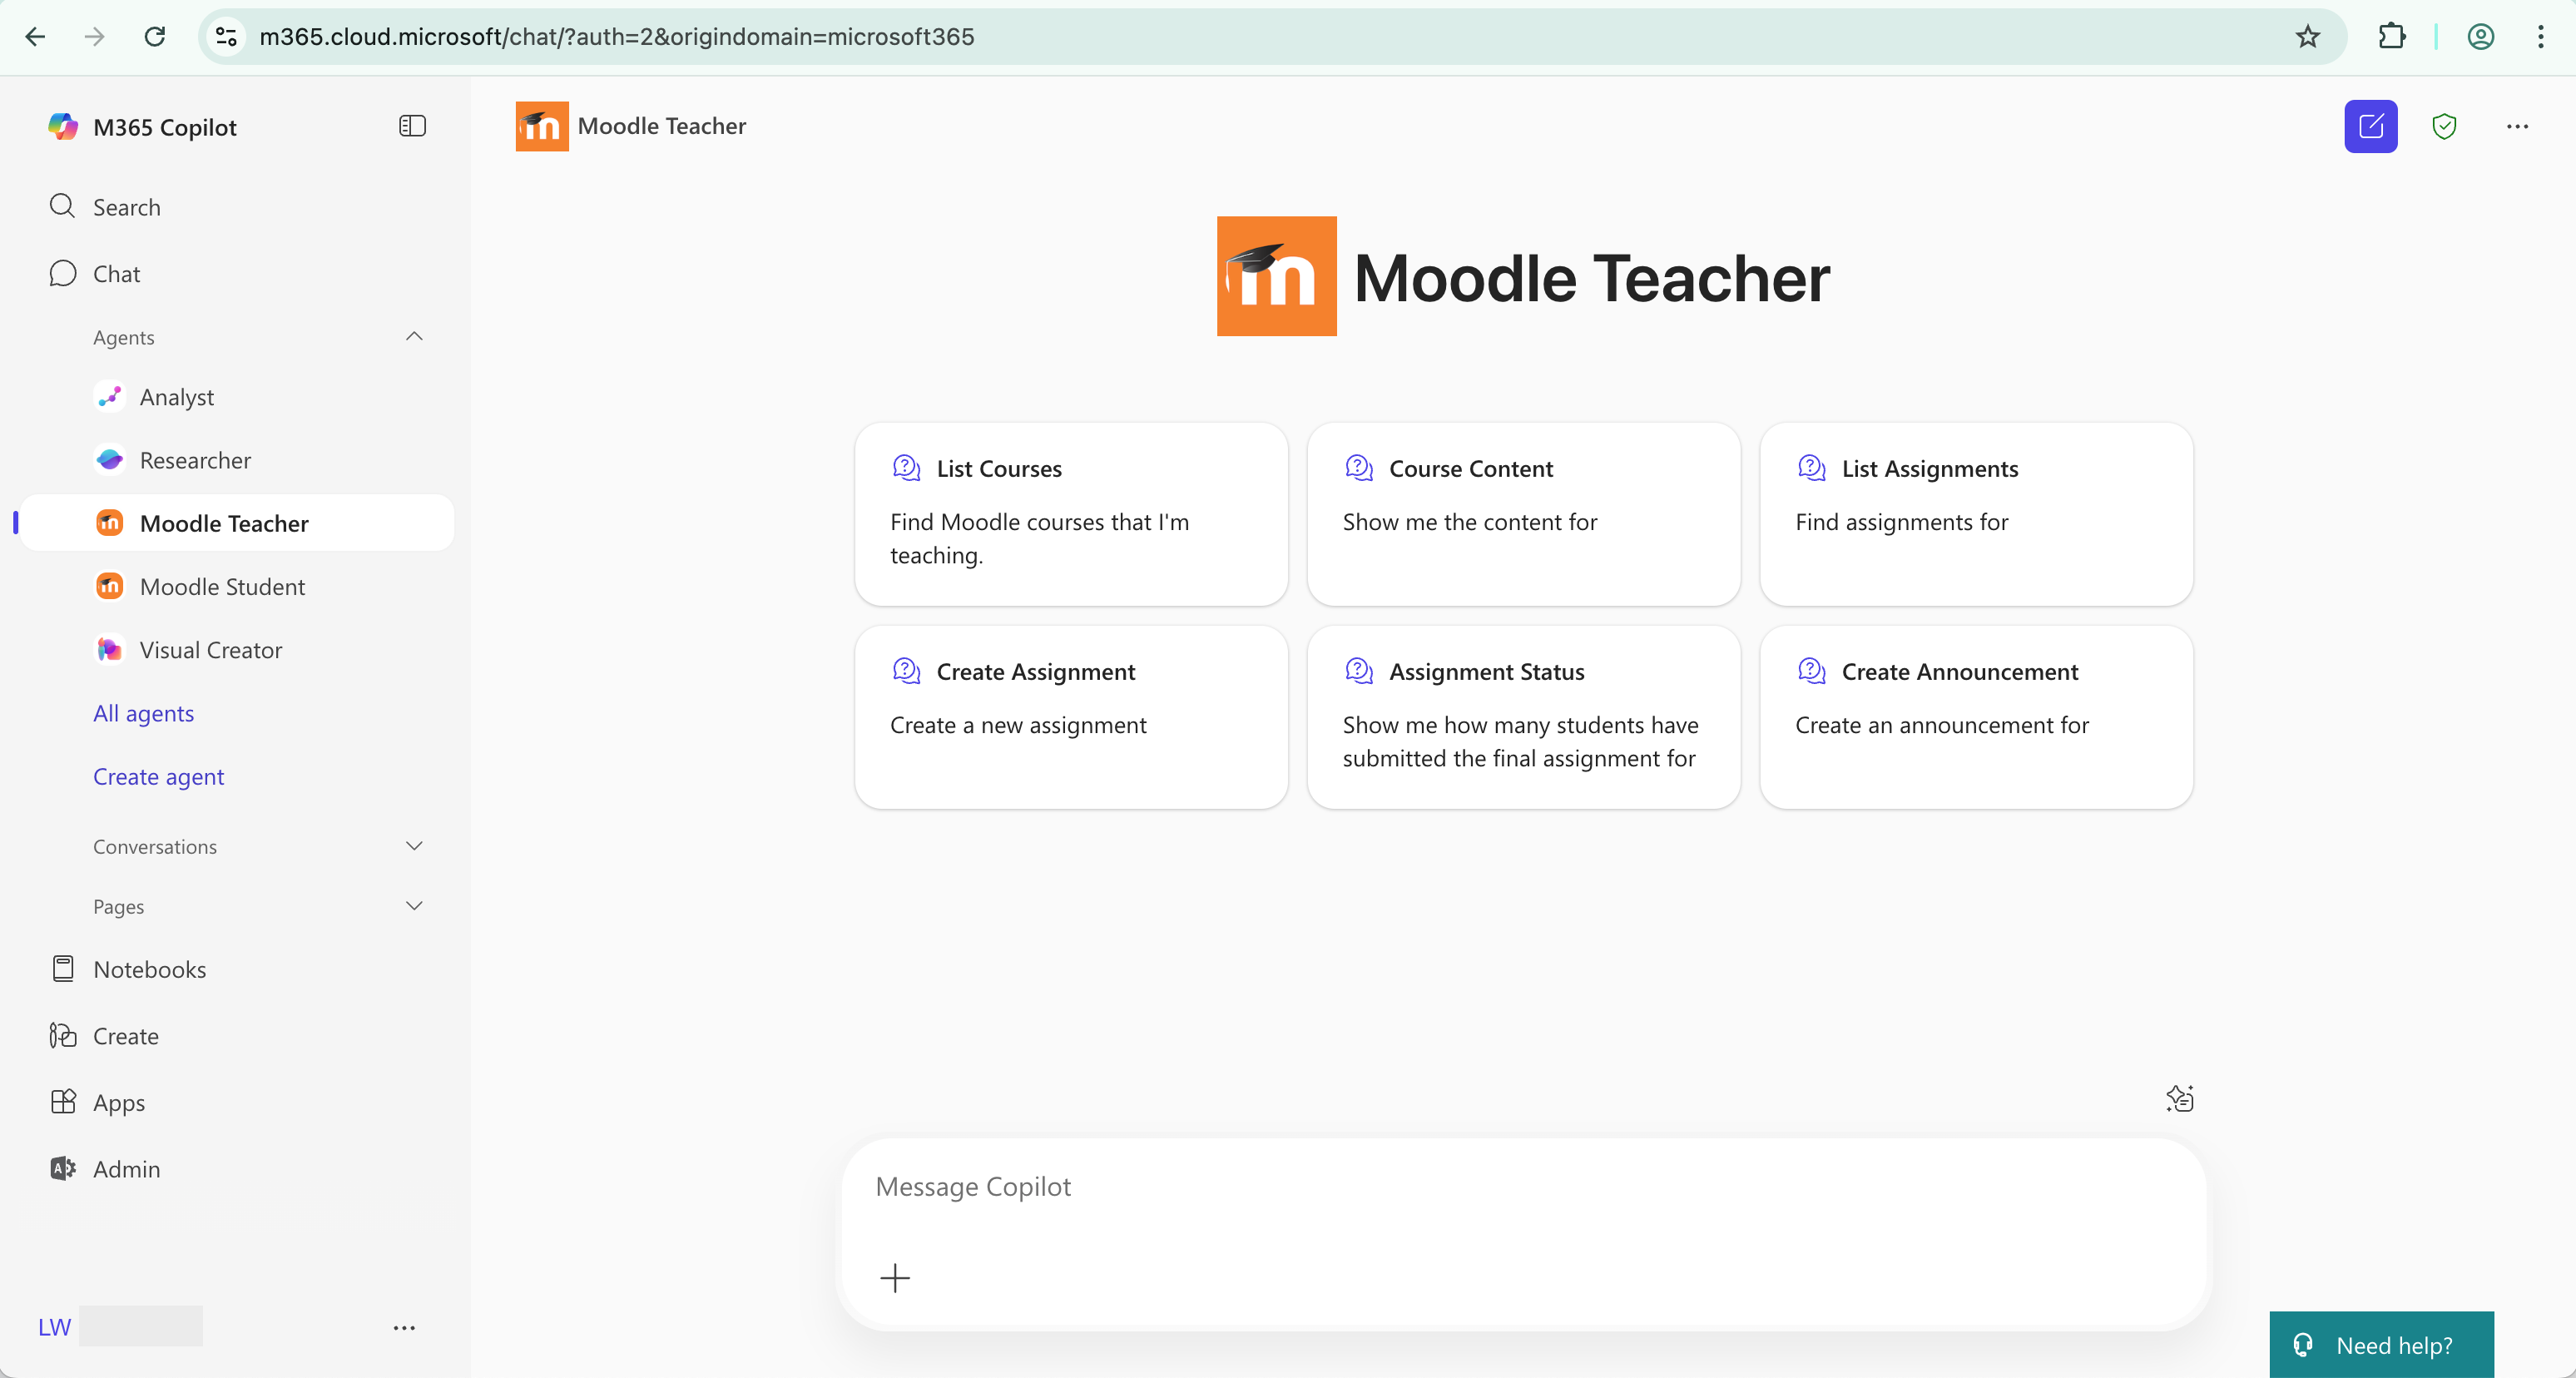 m365.cloud.microsoft/chat/?auth=2&origindomain=microsoft365
M365 Copilot
Search
Chat
Agents
Analyst
Researcher
Moodle Teacher
Moodle Student
Visual Creator
All agents
Create agent
Conversations
Pages
Notebooks
Create
Apps
Admin
LW
Moodle Teacher
Moodle Teacher
List Courses
Find Moodle courses that I'm
teaching.
Course Content
Show me the content for
List Assignments
Find assignments for
Create Assignment
Create a new assignment
Assignment Status
Show me how many students have
submitted the final assignment for
Create Announcement
Create an announcement for
Message Copilot
Need help?